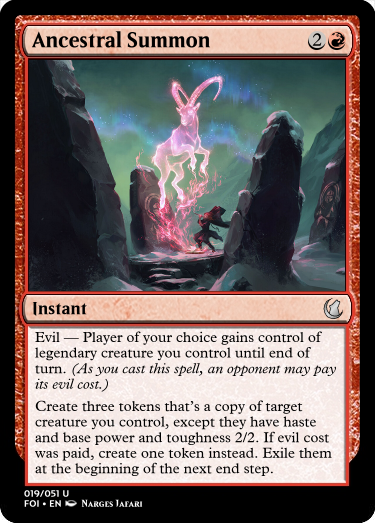 Ancestral Summon 2
Instant
Evil — Player of your choice gains control of
legendary creature you control until end of
turn. (As you cast this spell, an opponent may pay
its evil cost.)
Create three tokens that's a copy of target
creature you control, except they have haste
and base power and toughness 2/2. If evil cost
was paid, create one token instead. Exile them
at the beginning of the next end step.
019/051 U
FOI • EN Narges Jafari